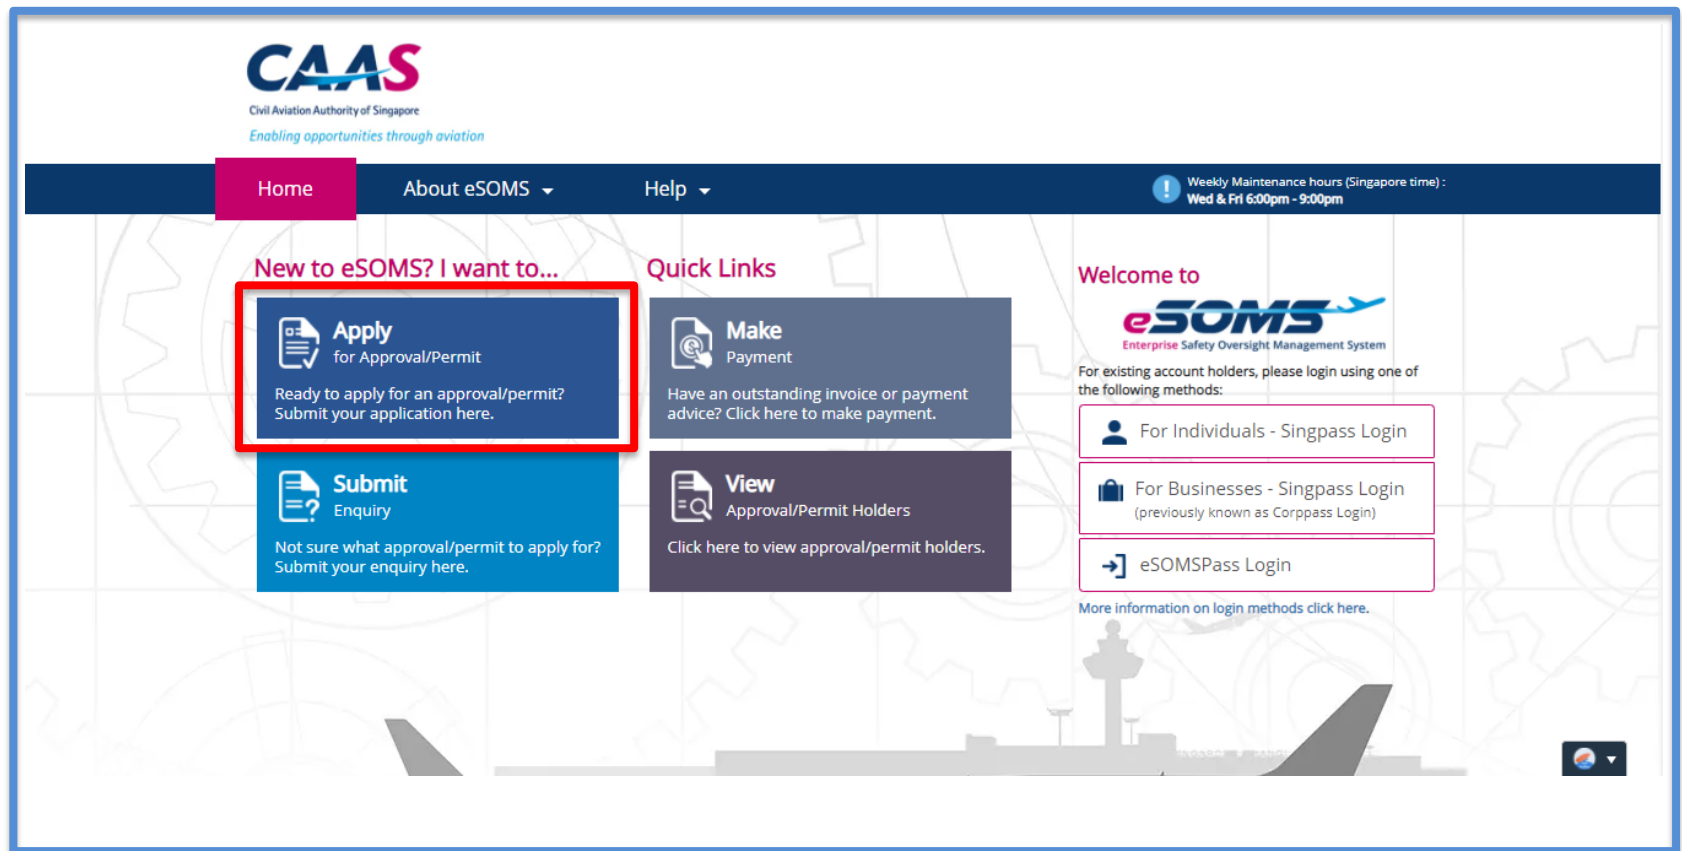 CAAS
Civil Aviation Authority of Singapore
Enabling opportunities through aviation
Home
About eSOMS
Help
Weekly Maintenance hours (Singapore time) :
Wed & Fri 6:00pm - 9:00pm
New to eSOMS? I want to...
Apply
for Approval/Permit
Ready to apply for an approval/permit?
Submit your application here.
Submit
Enquiry
Not sure what approval/permit to apply for?
Submit your enquiry here.
Quick Links
Make
Payment
Have an outstanding invoice or payment
advice? Click here to make payment.
View
Approval/Permit Holders
Click here to view approval/permit holders.
Welcome to
eSOMS
Enterprise Safety Oversight Management System
For existing account holders, please login using one of
the following methods:
For Individuals - Singpass Login
For Businesses - Singpass Login
(previously known as Corppass Login)
eSOMSPass Login
More information on login methods click here.